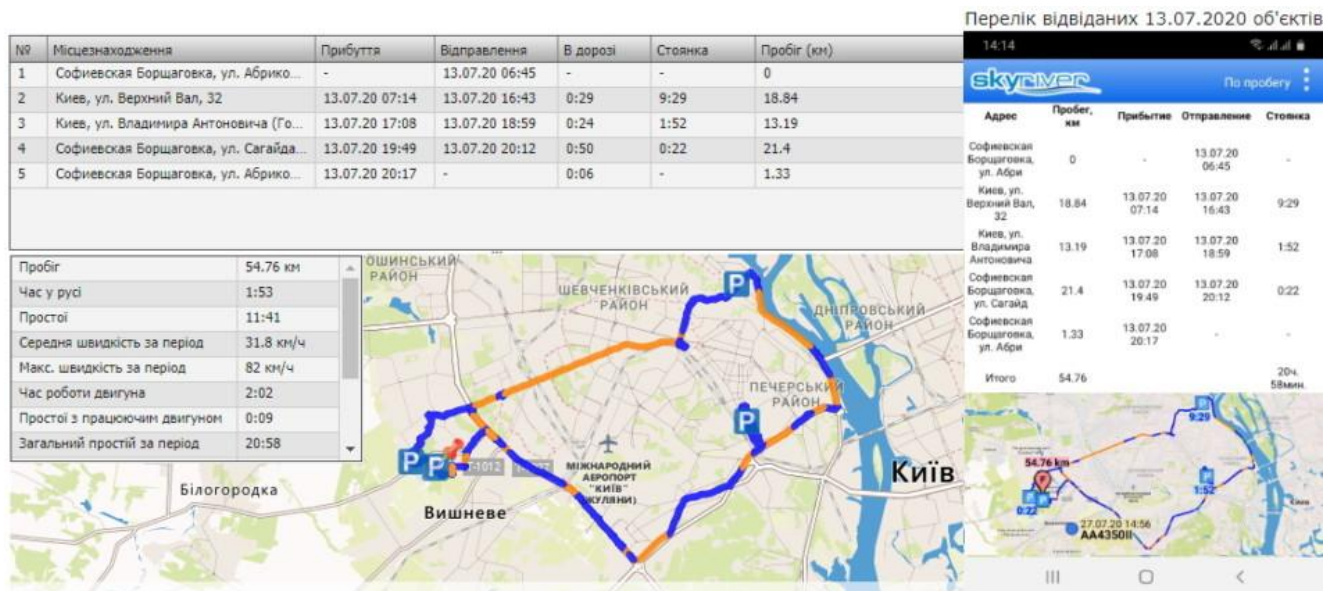 Перелік відвіданих 13.07.2020 об'єктів
№ Місцезнаходження Прибуття Відправлення В дорозі Стоянка Пробіг (км)
1 Софиевская Борщаговка, ул. Абрико... - 13.07.20 06:45 - - 0
2 Киев, ул. Верхний Вал, 32 13.07.20 07:14 13.07.20 16:43 0:29 9:29 18.84
3 Киев, ул. Владимира Антоновича (Го... 13.07.20 17:08 13.07.20 18:59 0:24 1:52 13.19
4 Софиевская Борщаговка, ул. Сагайда... 13.07.20 19:49 13.07.20 20:12 0:50 0:22 21.4
5 Софиевская Борщаговка, ул. Абрико... 13.07.20 20:17 - 0:06 - 1.33
Пробіг 54.76 км
Час у русі 1:53
Простої 11:41
Середня швидкість за період 31.8 км/ч
Макс. швидкість за період 82 км/ч
Час роботи двигуна 2:02
Простої з працюючим двигуном 0:09
Загальний простій за період 20:58
ОШИНСЬКИЙ
РАЙОН
ШЕВЧЕНКІВСЬКИЙ
РАЙОН
ДНІПРОВСЬКИЙ
РАЙОН
ПЕЧЕРСЬКИЙ
РАЙОН
P
P
P P
Т-1012
МІЖНАРОДНИЙ
АЕРОПОРТ
"КИЇВ"
(ЖУЛЯНИ)
Київ
Білогородка
Вишневе
14:14
skyriver По пробегу
Адрес Пробег, км Прибытие Отправление Стоянка
Софиевская
Борщаговка,
ул. Абри
0 - 13.07.20 06:45 -
Киев, ул.
Верхний Вал,
32
18.84 13.07.20 07:14 13.07.20 16:43 9:29
Киев, ул.
Владимира
Антоновича
13.19 13.07.20 17:08 13.07.20 18:59 1:52
Софиевская
Борщаговка,
ул. Сагайд
21.4 13.07.20 19:49 13.07.20 20:12 0:22
Софиевская
Борщаговка,
ул. Абри
1.33 13.07.20 20:17 - -
Итого 54.76 20ч. 58мин.
9:29
54.76 km
1:52
0:22
Киев
27.07.20 14:56
AA4350II